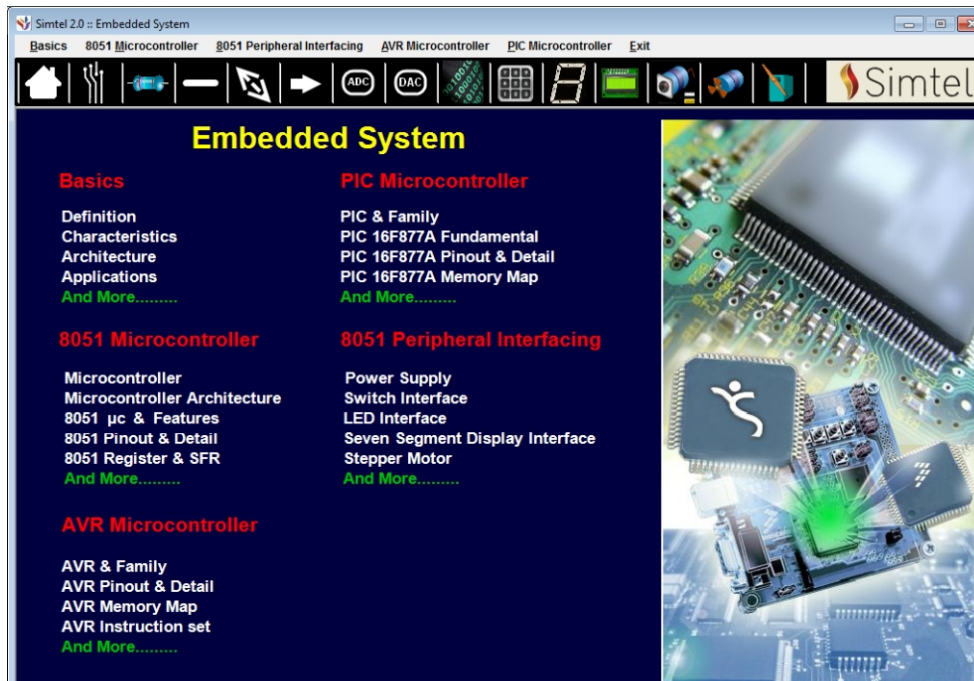 Simtel 2.0 :: Embedded System
Basics 8051 Microcontroller 8051 Peripheral Interfacing AVR Microcontroller PIC Microcontroller Exit
ADC DAC
Simtel
Embedded System
Basics
Definition
Characteristics
Architecture
Applications
And More.........
PIC Microcontroller
PIC & Family
PIC 16F877A Fundamental
PIC 16F877A Pinout & Detail
PIC 16F877A Memory Map
And More.........
8051 Microcontroller
Microcontroller
Microcontroller Architecture
8051 µc & Features
8051 Pinout & Detail
8051 Register & SFR
And More.........
8051 Peripheral Interfacing
Power Supply
Switch Interface
LED Interface
Seven Segment Display Interface
Stepper Motor
And More.........
AVR Microcontroller
AVR & Family
AVR Pinout & Detail
AVR Memory Map
AVR Instruction set
And More.........